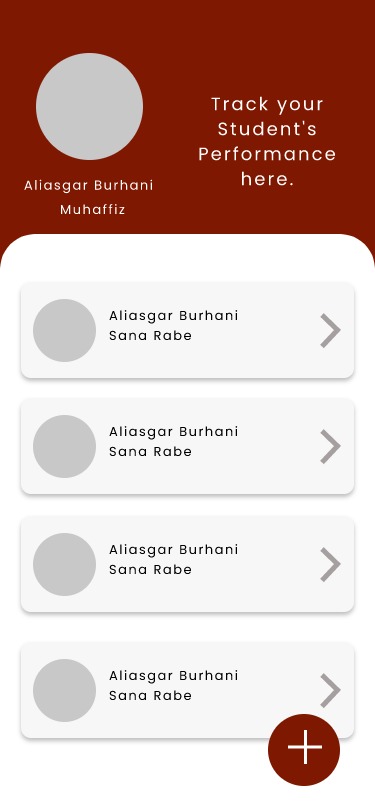 Track your
Student's
Performance
here.
Aliasgar Burhani
Muhaffiz
Aliasgar Burhani
Sana Rabe
Aliasgar Burhani
Sana Rabe
Aliasgar Burhani
Sana Rabe
Aliasgar Burhani
Sana Rabe